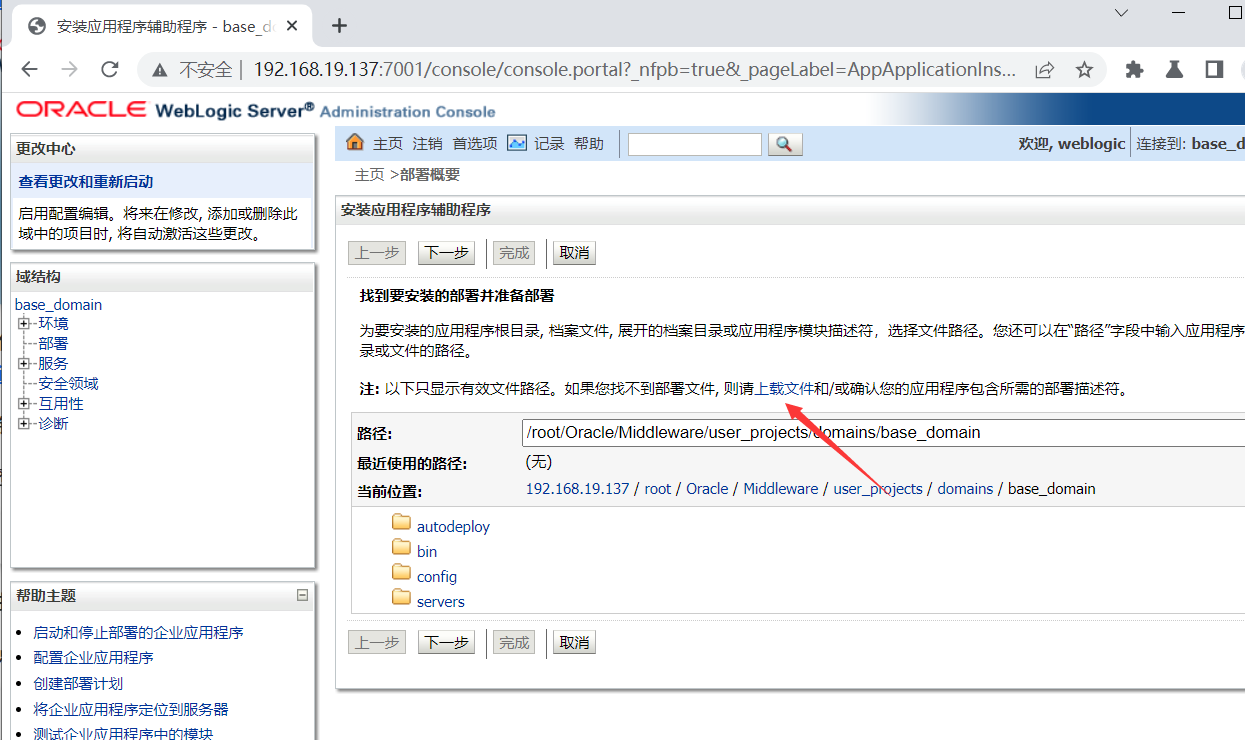 安装应用程序辅助程序 - base_d
不安全 192.168.19.137:7001/console/console.portal?_nfpb=true&_pageLabel=AppApplicationIns...
ORACLE WebLogic Server® Administration Console
更改中心
查看更改和重新启动
启用配置编辑。将来在修改, 添加或删除此
域中的项目时, 将自动激活这些更改。
域结构
base_domain
环境
部署
服务
安全领域
互用性
诊断
帮助主题
启动和停止部署的企业应用程序
配置企业应用程序
创建部署计划
将企业应用程序定位到服务器
测试企业应用程序中的模块
主页 注销 首选项 记录 帮助
欢迎, weblogic 连接到: base_d
主页 >部署概要
安装应用程序辅助程序
上一步 下一步 完成 取消
找到要安装的部署并准备部署
为要安装的应用程序根目录, 档案文件, 展开的档案目录或应用程序模块描述符，选择文件路径。您还可以在“路径”字段中输入应用程序
录或文件的路径。
注: 以下只显示有效文件路径。如果您找不到部署文件, 则请上载文件和/或确认您的应用程序包含所需的部署描述符。
路径: /root/Oracle/Middleware/user_projects/domains/base_domain
最近使用的路径: (无)
当前位置: 192.168.19.137 / root / Oracle / Middleware / user_projects / domains / base_domain
autodeploy
bin
config
servers
上一步 下一步 完成 取消